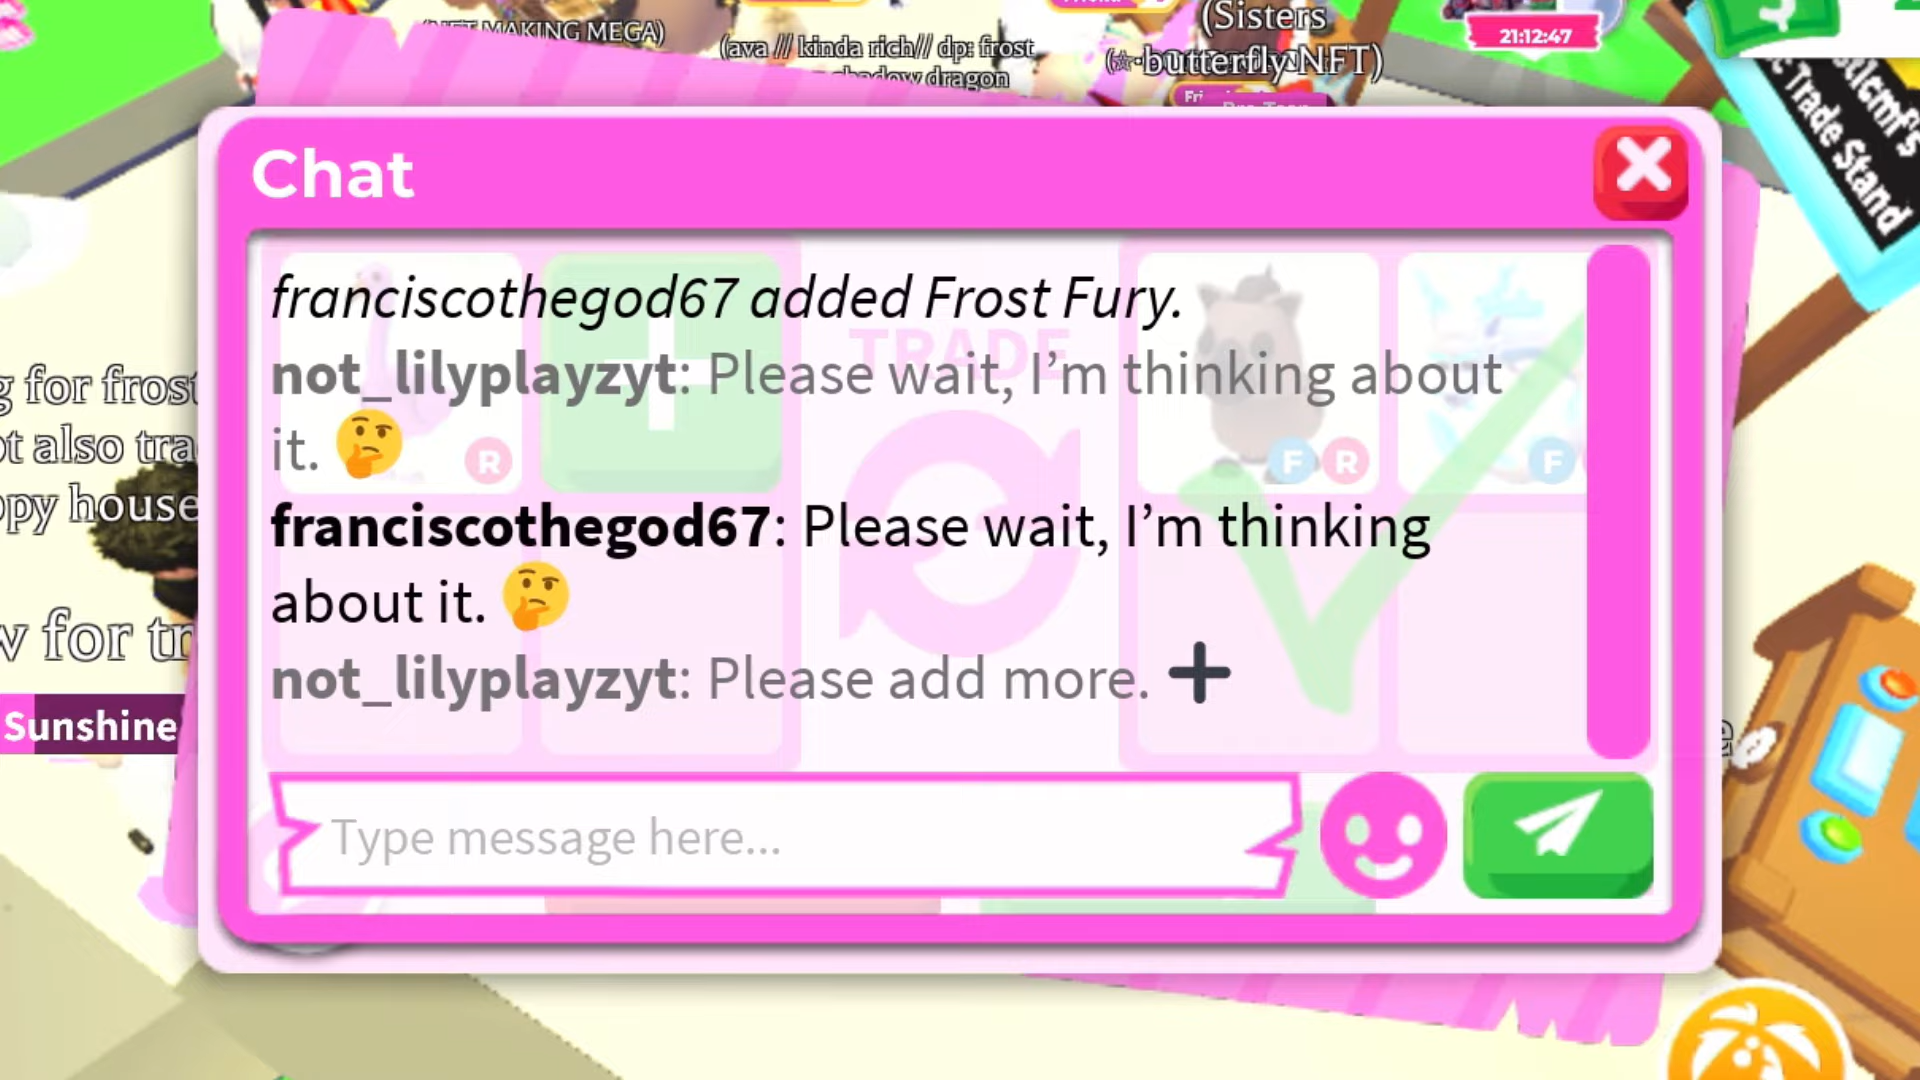 MAKING MEGA)
(ava // kinda rich// dp: frost
shadow dragon
(Sisters
butterfly NFT)
21:12:47
Trade Stand
Chat
franciscothegod67 added Frost Fury.
TRADE
not_lilyplayzyt: Please wait, I'm thinking about
it. 🤔
R
F R
F
franciscothegod67: Please wait, I'm thinking
about it. 🤔
not_lilyplayzyt: Please add more. ➕
Type message here...
g for frost
also tra
house
for tr
Sunshine